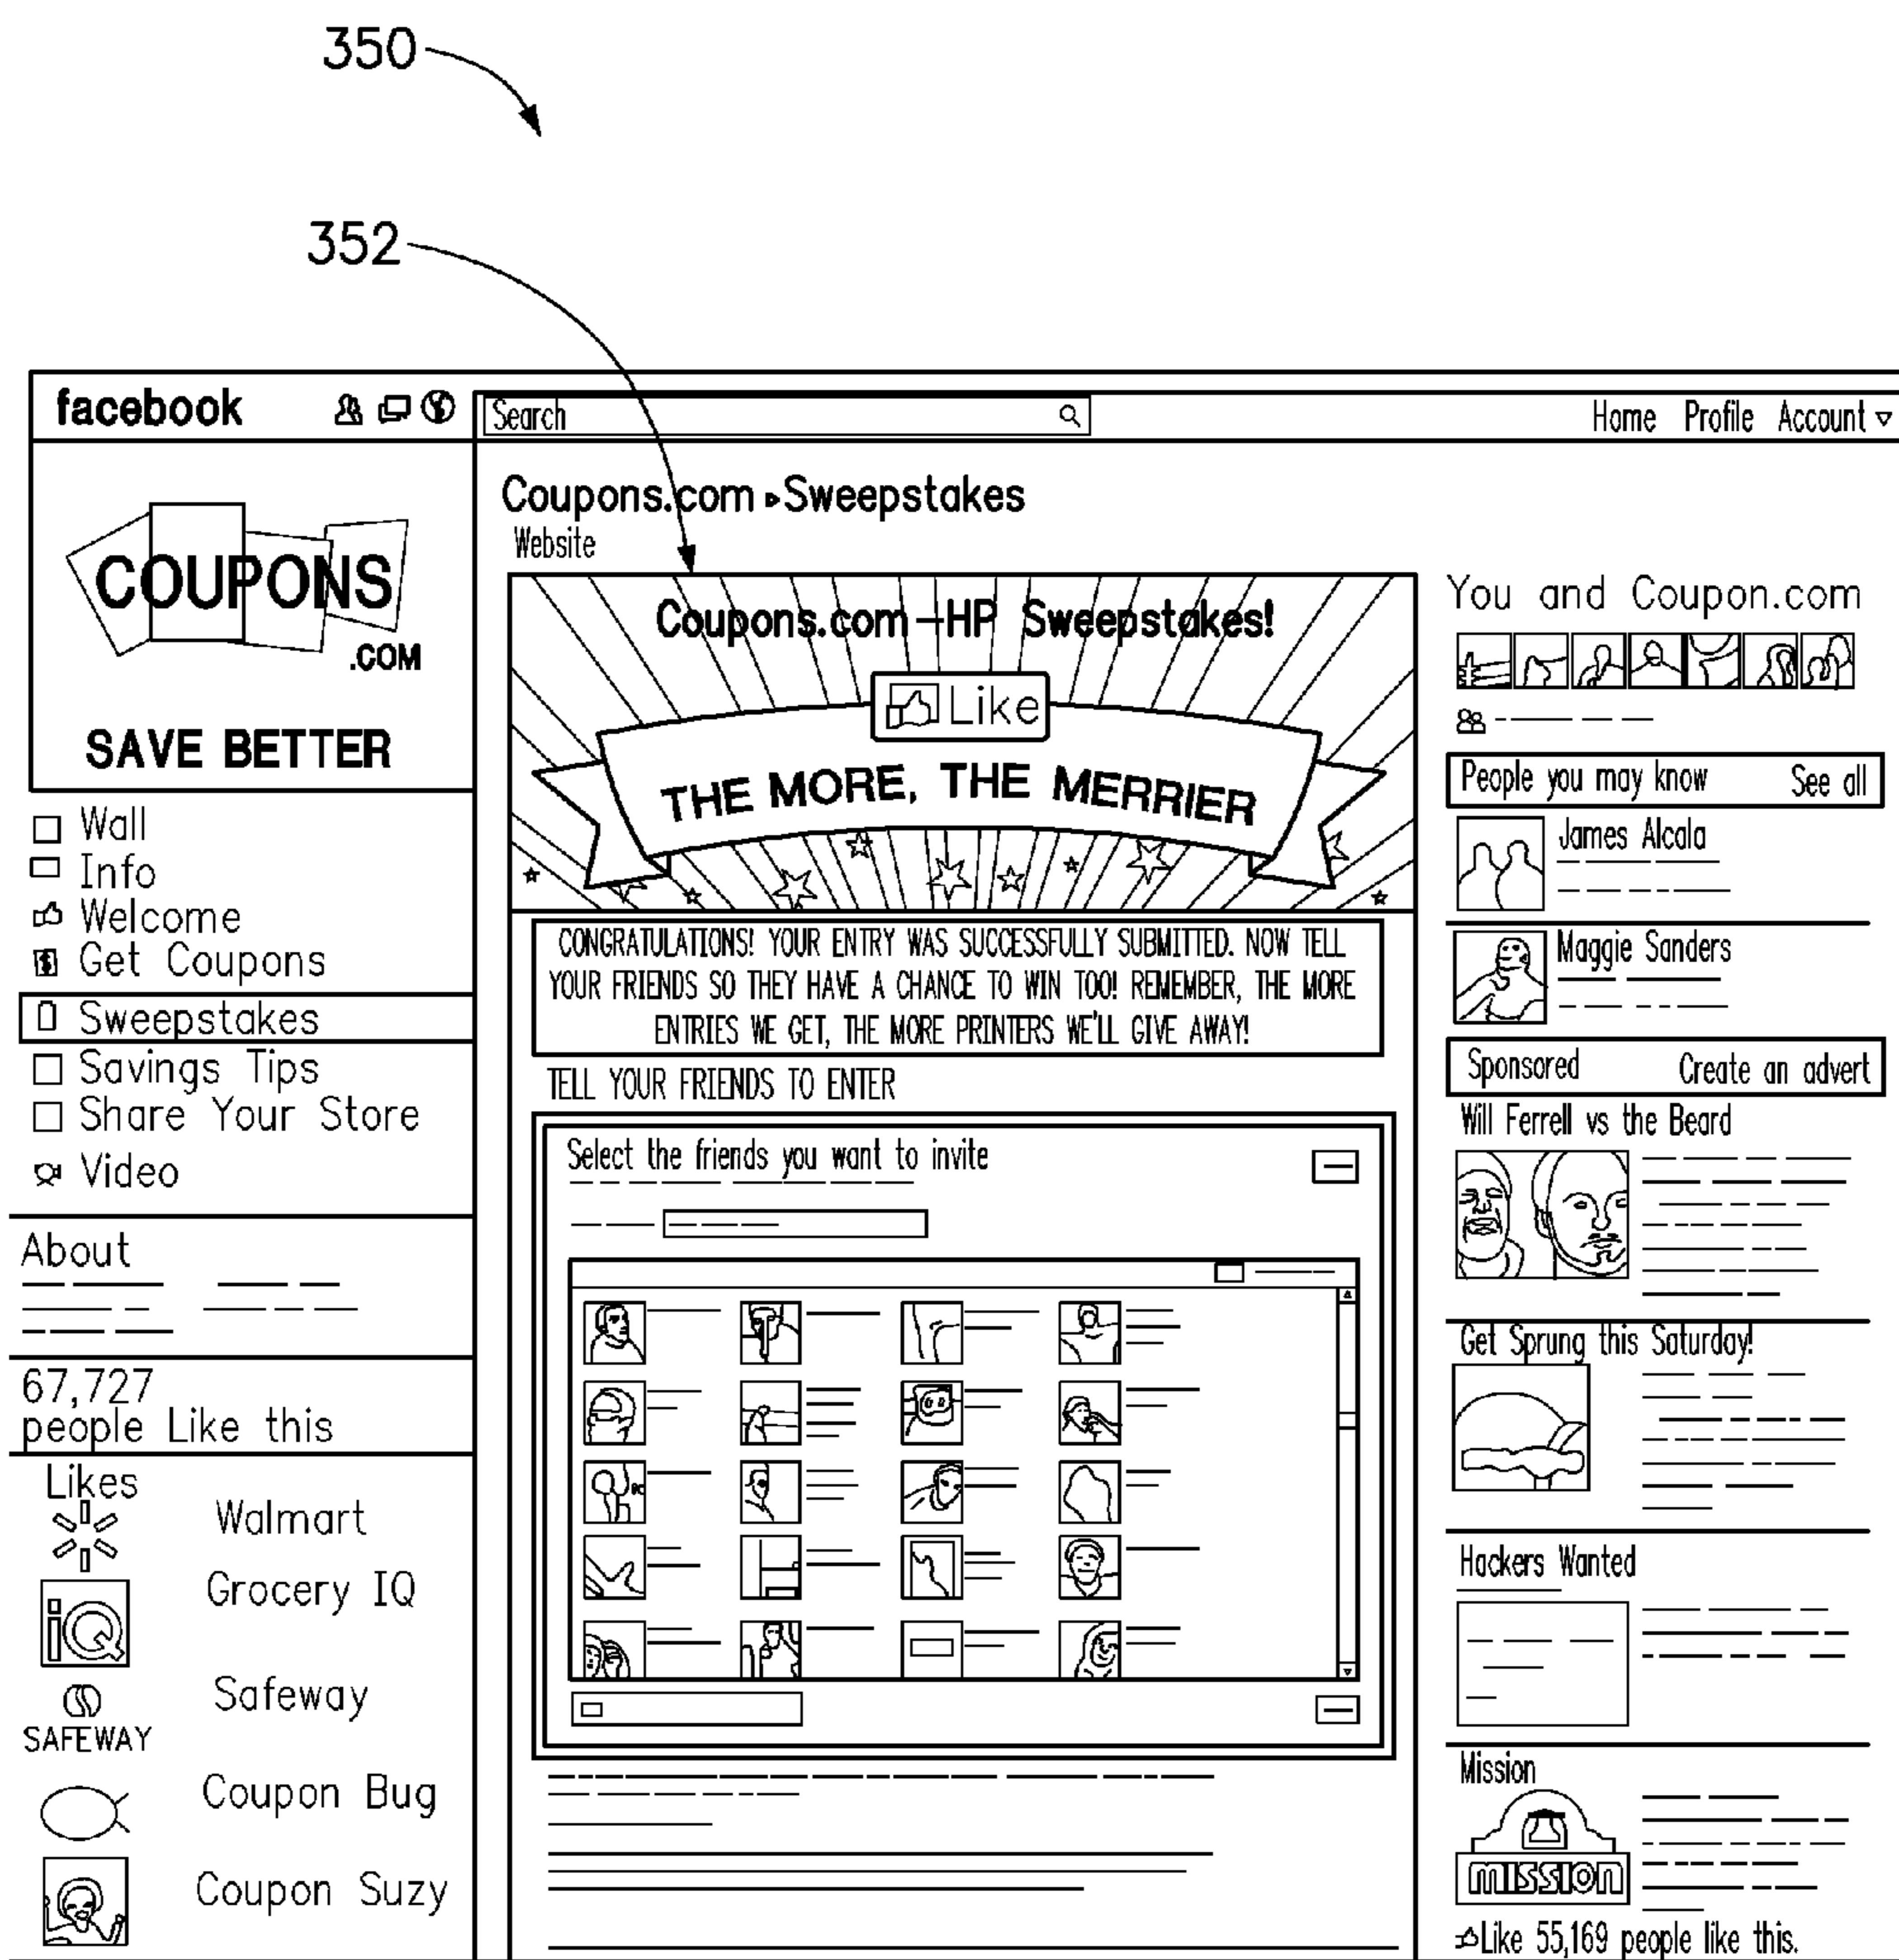 350
352
facebook
Search
Home Profile Account
COUPONS
.COM
SAVE BETTER
Wall
Info
Welcome
Get Coupons
Sweepstakes
Savings Tips
Share Your Store
Video
About
67,727
people Like this
Likes
Walmart
iQ
Grocery IQ
SAFEWAY
Safeway
Coupon Bug
Coupon Suzy
Coupons.com ▹Sweepstakes
Website
Coupons.com-HP Sweepstakes!
Like
THE MORE, THE MERRIER
CONGRATULATIONS! YOUR ENTRY WAS SUCCESSFULLY SUBMITTED. NOW TELL
YOUR FRIENDS SO THEY HAVE A CHANCE TO WIN TOO! REMEMBER, THE MORE
ENTRIES WE GET, THE MORE PRINTERS WE'LL GIVE AWAY!
TELL YOUR FRIENDS TO ENTER
Select the friends you want to invite
You and Coupon.com
People you may know See all
James Alcala
Maggie Sanders
Sponsored Create an advert
Will Ferrell vs the Beard
Get Sprung this Saturday!
Hackers Wanted
Mission
mission
Like 55,169 people like this.